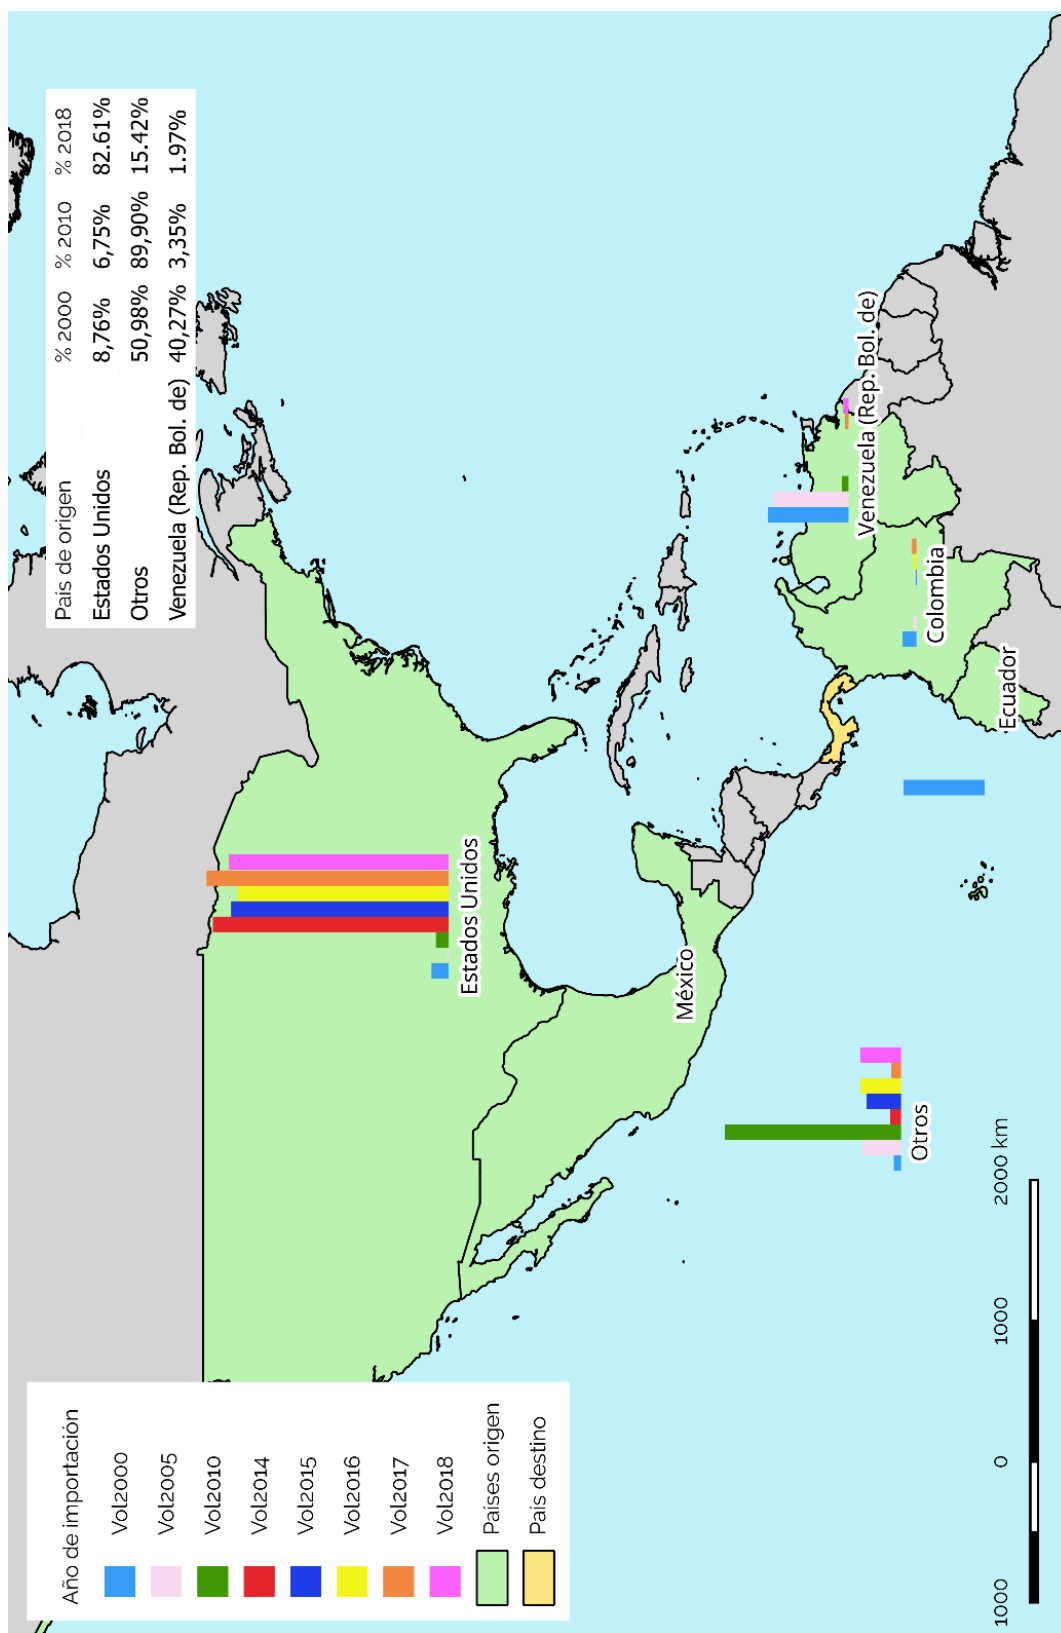 País de origen % 2000 % 2010 % 2018
Estados Unidos 8,76% 6,75% 82.61%
Otros 50,98% 89,90% 15.42%
Venezuela (Rep. Bol. de) 40,27% 3,35% 1.97%
Estados Unidos
México
Otros
Venezuela (Rep. Bol. de)
Colombia
Ecuador
Año de importación
Vol2000
Vol2005
Vol2010
Vol2014
Vol2015
Vol2016
Vol2017
Vol2018
Paises origen
País destino
1000 0 1000 2000 km